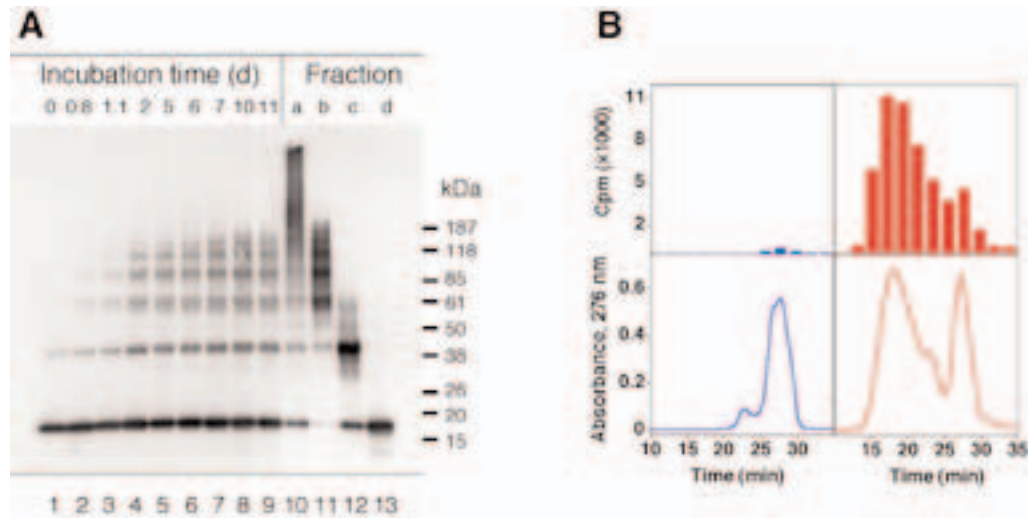 A
Incubation time (d) Fraction
0 0.8 1.1 2 5 6 7 10 11 a b c d
kDa
187
118
85
61
50
38
26
20
15
1 2 3 4 5 6 7 8 9 10 11 12 13
B
Cpm (×1000)
11
8
5
2
Absorbance, 276 nm
0.6
0.4
0.2
0
10 15 20 25 30 15 20 25 30 35
Time (min) Time (min)